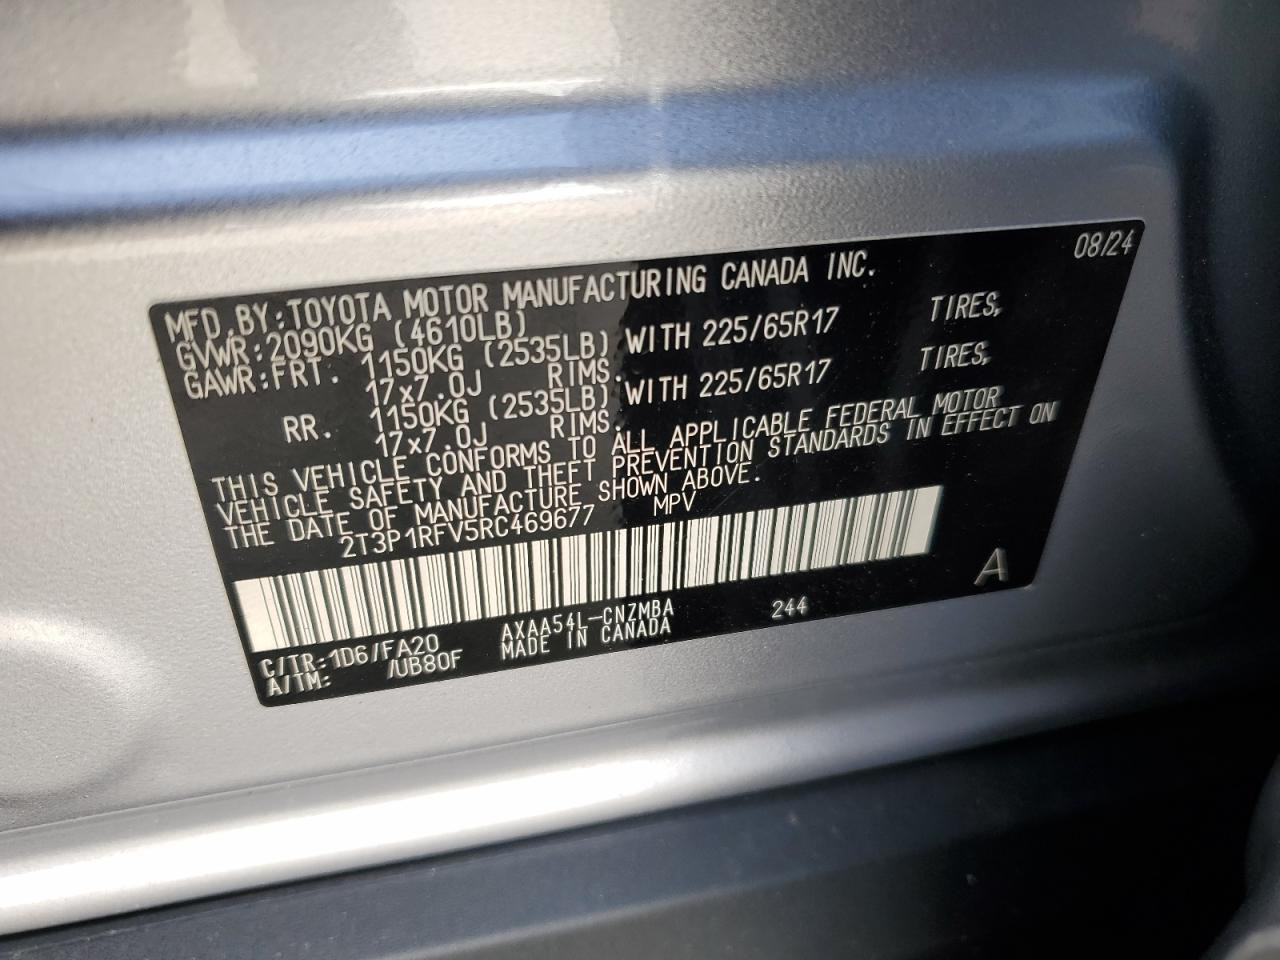 08/24
MFD.BY:TOYOTA MOTOR MANUFACTURING CANADA INC.
GVWR:2090KG (4610LB)
GAWR:FRT. 1150KG (2535LB) WITH 225/65R17 TIRES,
17x7.0J RIMS.
RR. 1150KG (2535LB) WITH 225/65R17 TIRES,
17x7.0J RIMS.
THIS VEHICLE CONFORMS TO ALL APPLICABLE FEDERAL MOTOR
VEHICLE SAFETY AND THEFT PREVENTION STANDARDS IN EFFECT ON
THE DATE OF MANUFACTURE SHOWN ABOVE.
2T3P1RFV5RC469677 MPV
A
C/TR:1D6/FA20 AXAA54L-CNZMBA 244
A/TM: /UB80F MADE IN CANADA